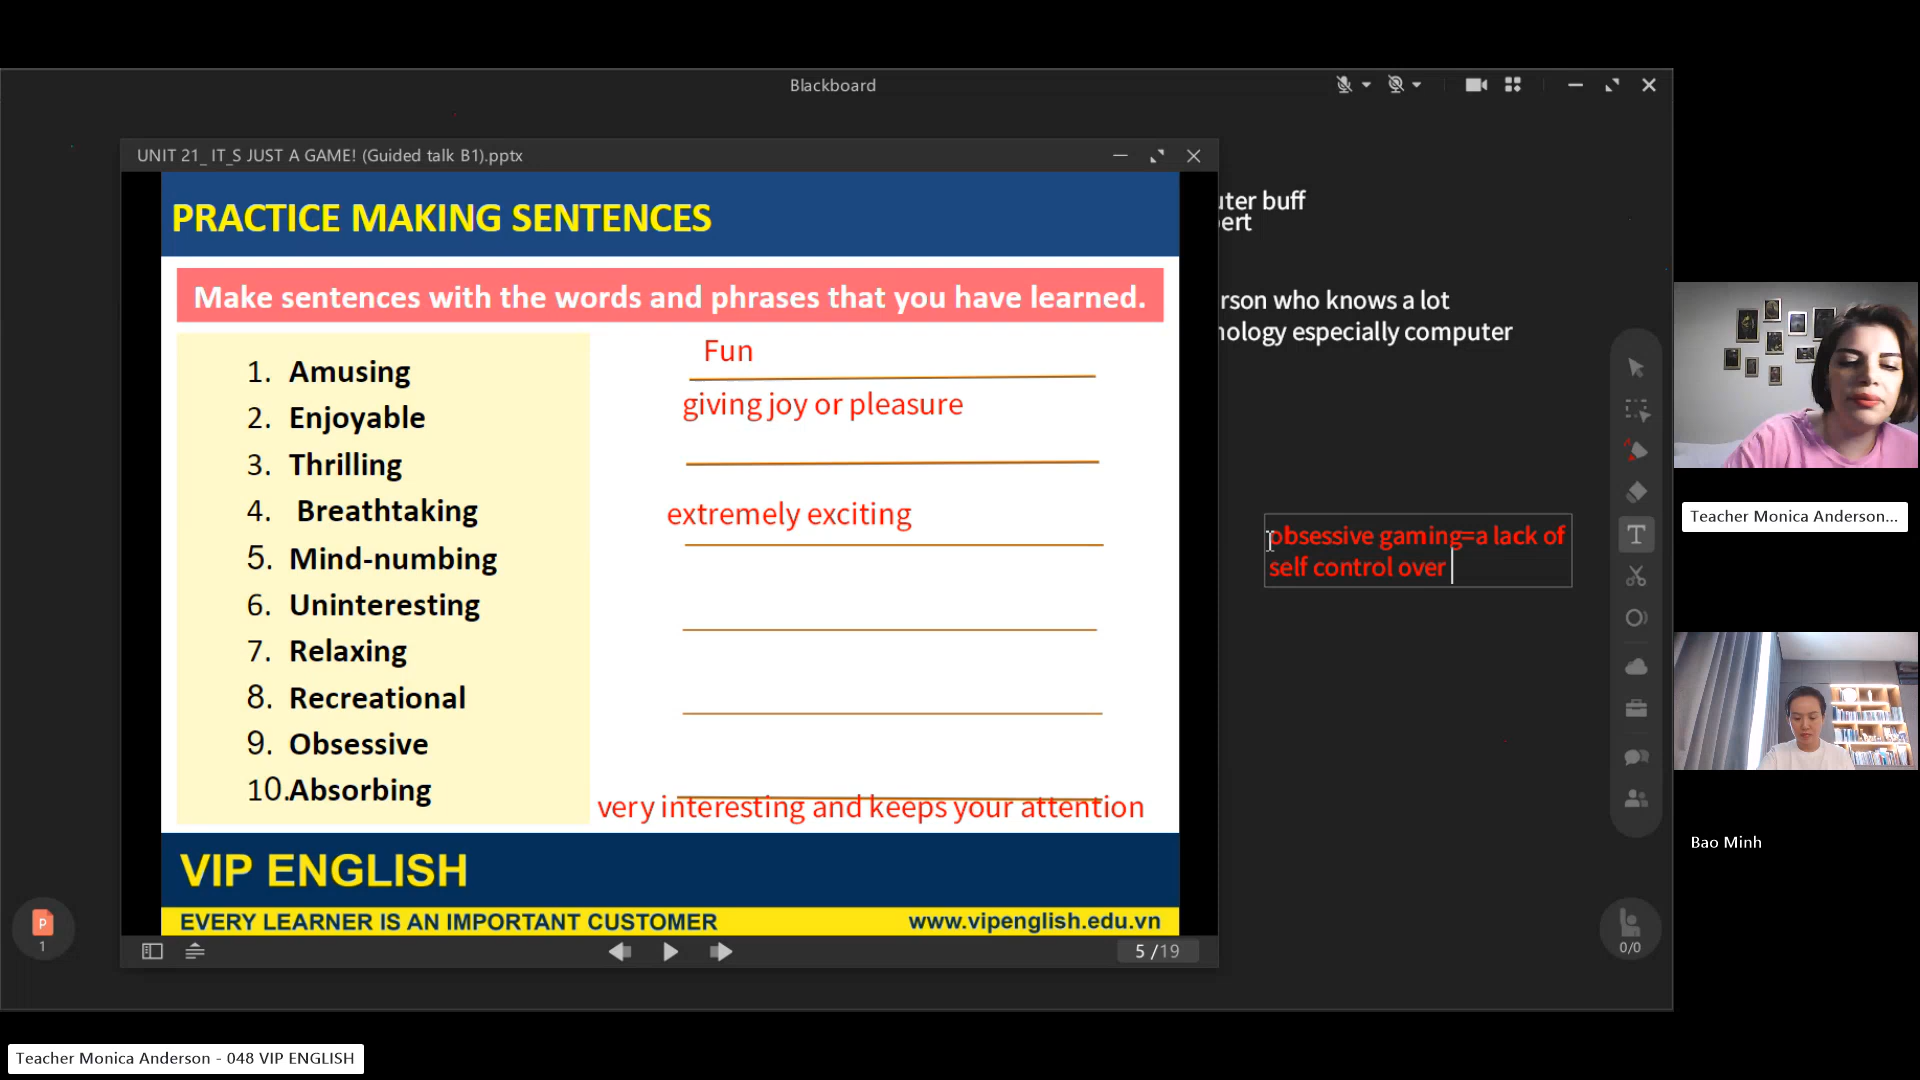 Blackboard
UNIT 21_ IT_S JUST A GAME! (Guided talk B1).pptx
PRACTICE MAKING SENTENCES
Make sentences with the words and phrases that you have learned.
1. Amusing
2. Enjoyable
3. Thrilling
4. Breathtaking
5. Mind-numbing
6. Uninteresting
7. Relaxing
8. Recreational
9. Obsessive
10.Absorbing
Fun
giving joy or pleasure
extremely exciting
very interesting and keeps your attention
VIP ENGLISH
EVERY LEARNER IS AN IMPORTANT CUSTOMER
www.vipenglish.edu.vn
5 /19
uter buff
ert
rson who knows a lot
nology especially computer
obsessive gaming=a lack of
self control over
T
P
1
0/0
Teacher Monica Anderson...
Bao Minh
Teacher Monica Anderson - 048 VIP ENGLISH